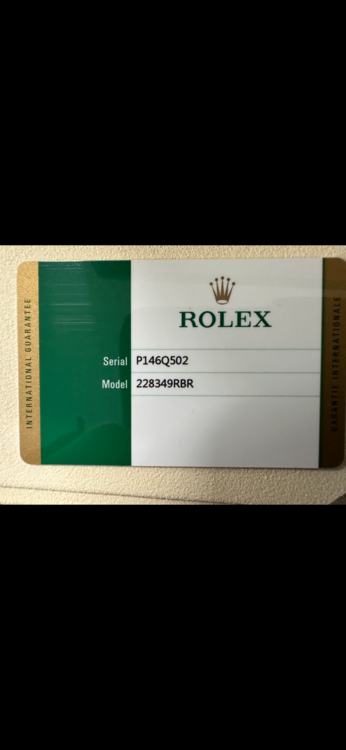 INTERNATIONAL GUARANTEE
ROLEX
Serial P146Q502
Model 228349RBR
GARANTIE INTERNATIONALE